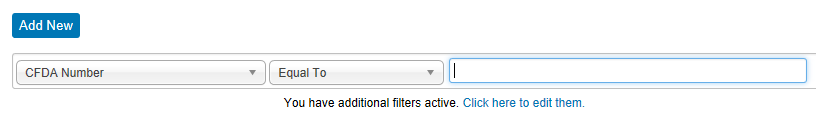 Add New
CFDA Number Equal To
You have additional filters active. Click here to edit them.